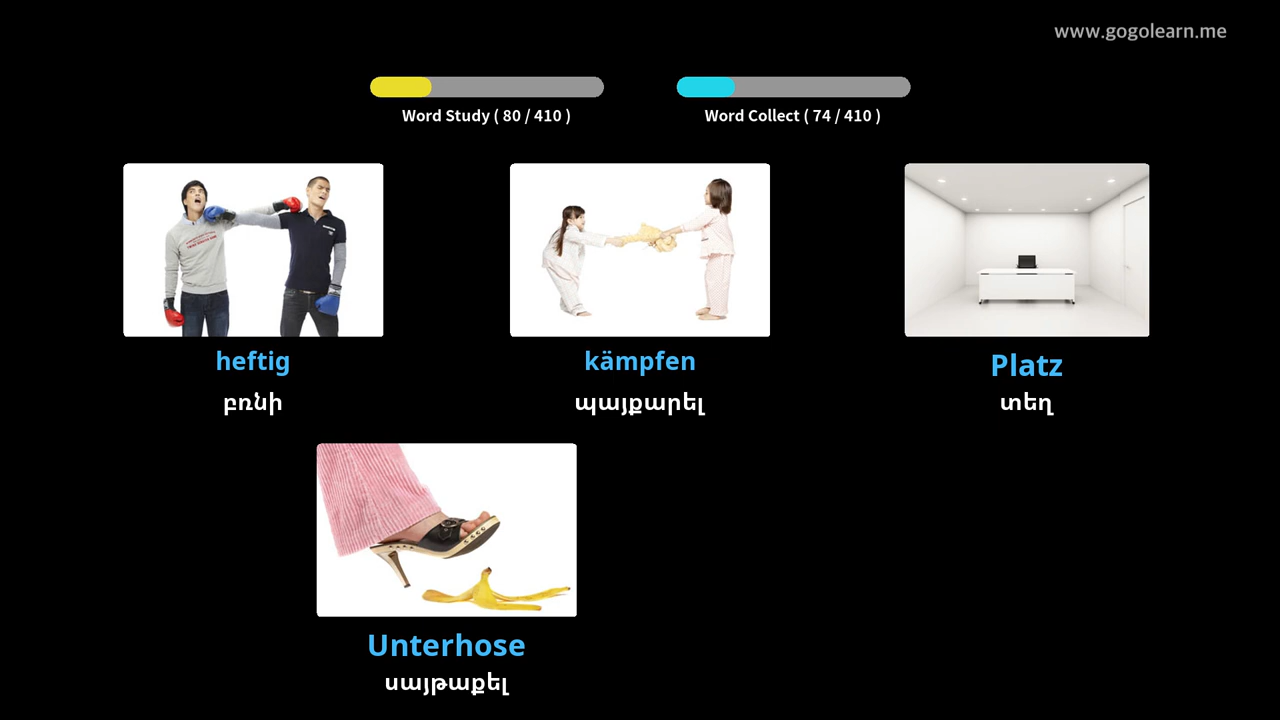 www.gogolearn.me
Word Study ( 80 / 410 )
Word Collect ( 74 / 410 )
heftig
բռնի
kämpfen
պայքարել
Platz
տեղ
Unterhose
սայթաքել